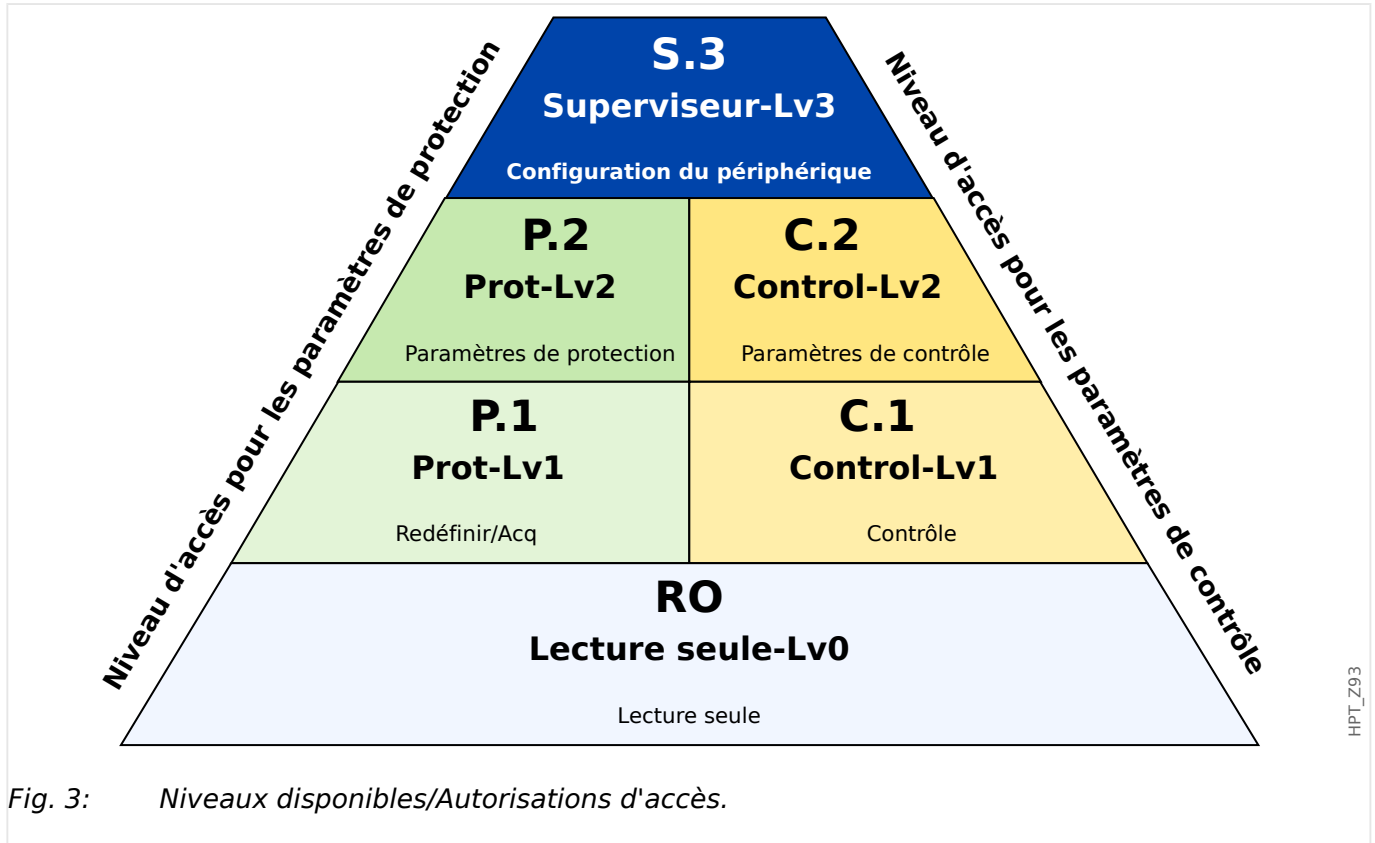 S.3
Superviseur-Lv3
Configuration du périphérique
Niveau d'accès pour les paramètres de protection
Niveau d'accès pour les paramètres de contrôle
P.2
Prot-Lv2
Paramètres de protection
C.2
Control-Lv2
Paramètres de contrôle
P.1
Prot-Lv1
Redéfinir/Acq
C.1
Control-Lv1
Contrôle
RO
Lecture seule-Lv0
Lecture seule
HPT_Z93
Fig. 3: Niveaux disponibles/Autorisations d'accès.